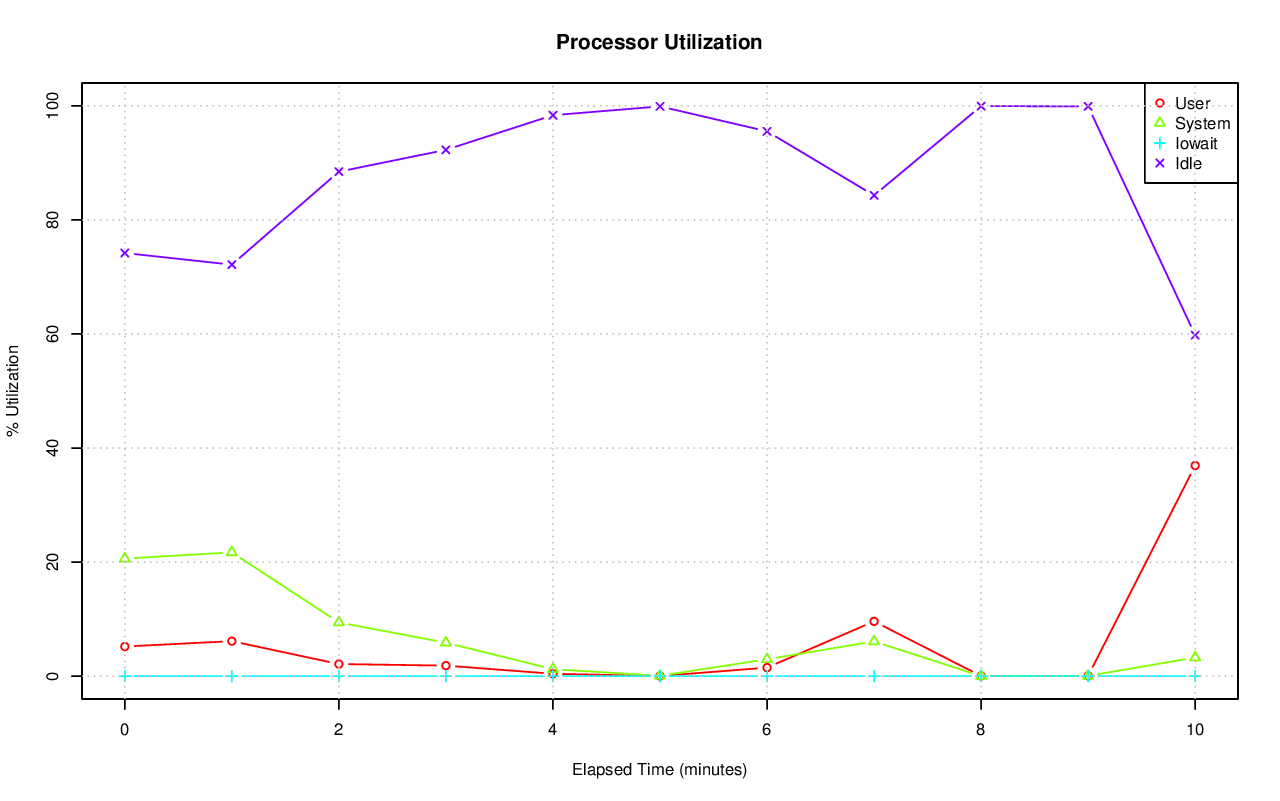 Processor Utilization
User
System
Iowait
Idle
% Utilization
100
80
60
40
20
0
0 2 4 6 8 10
Elapsed Time (minutes)